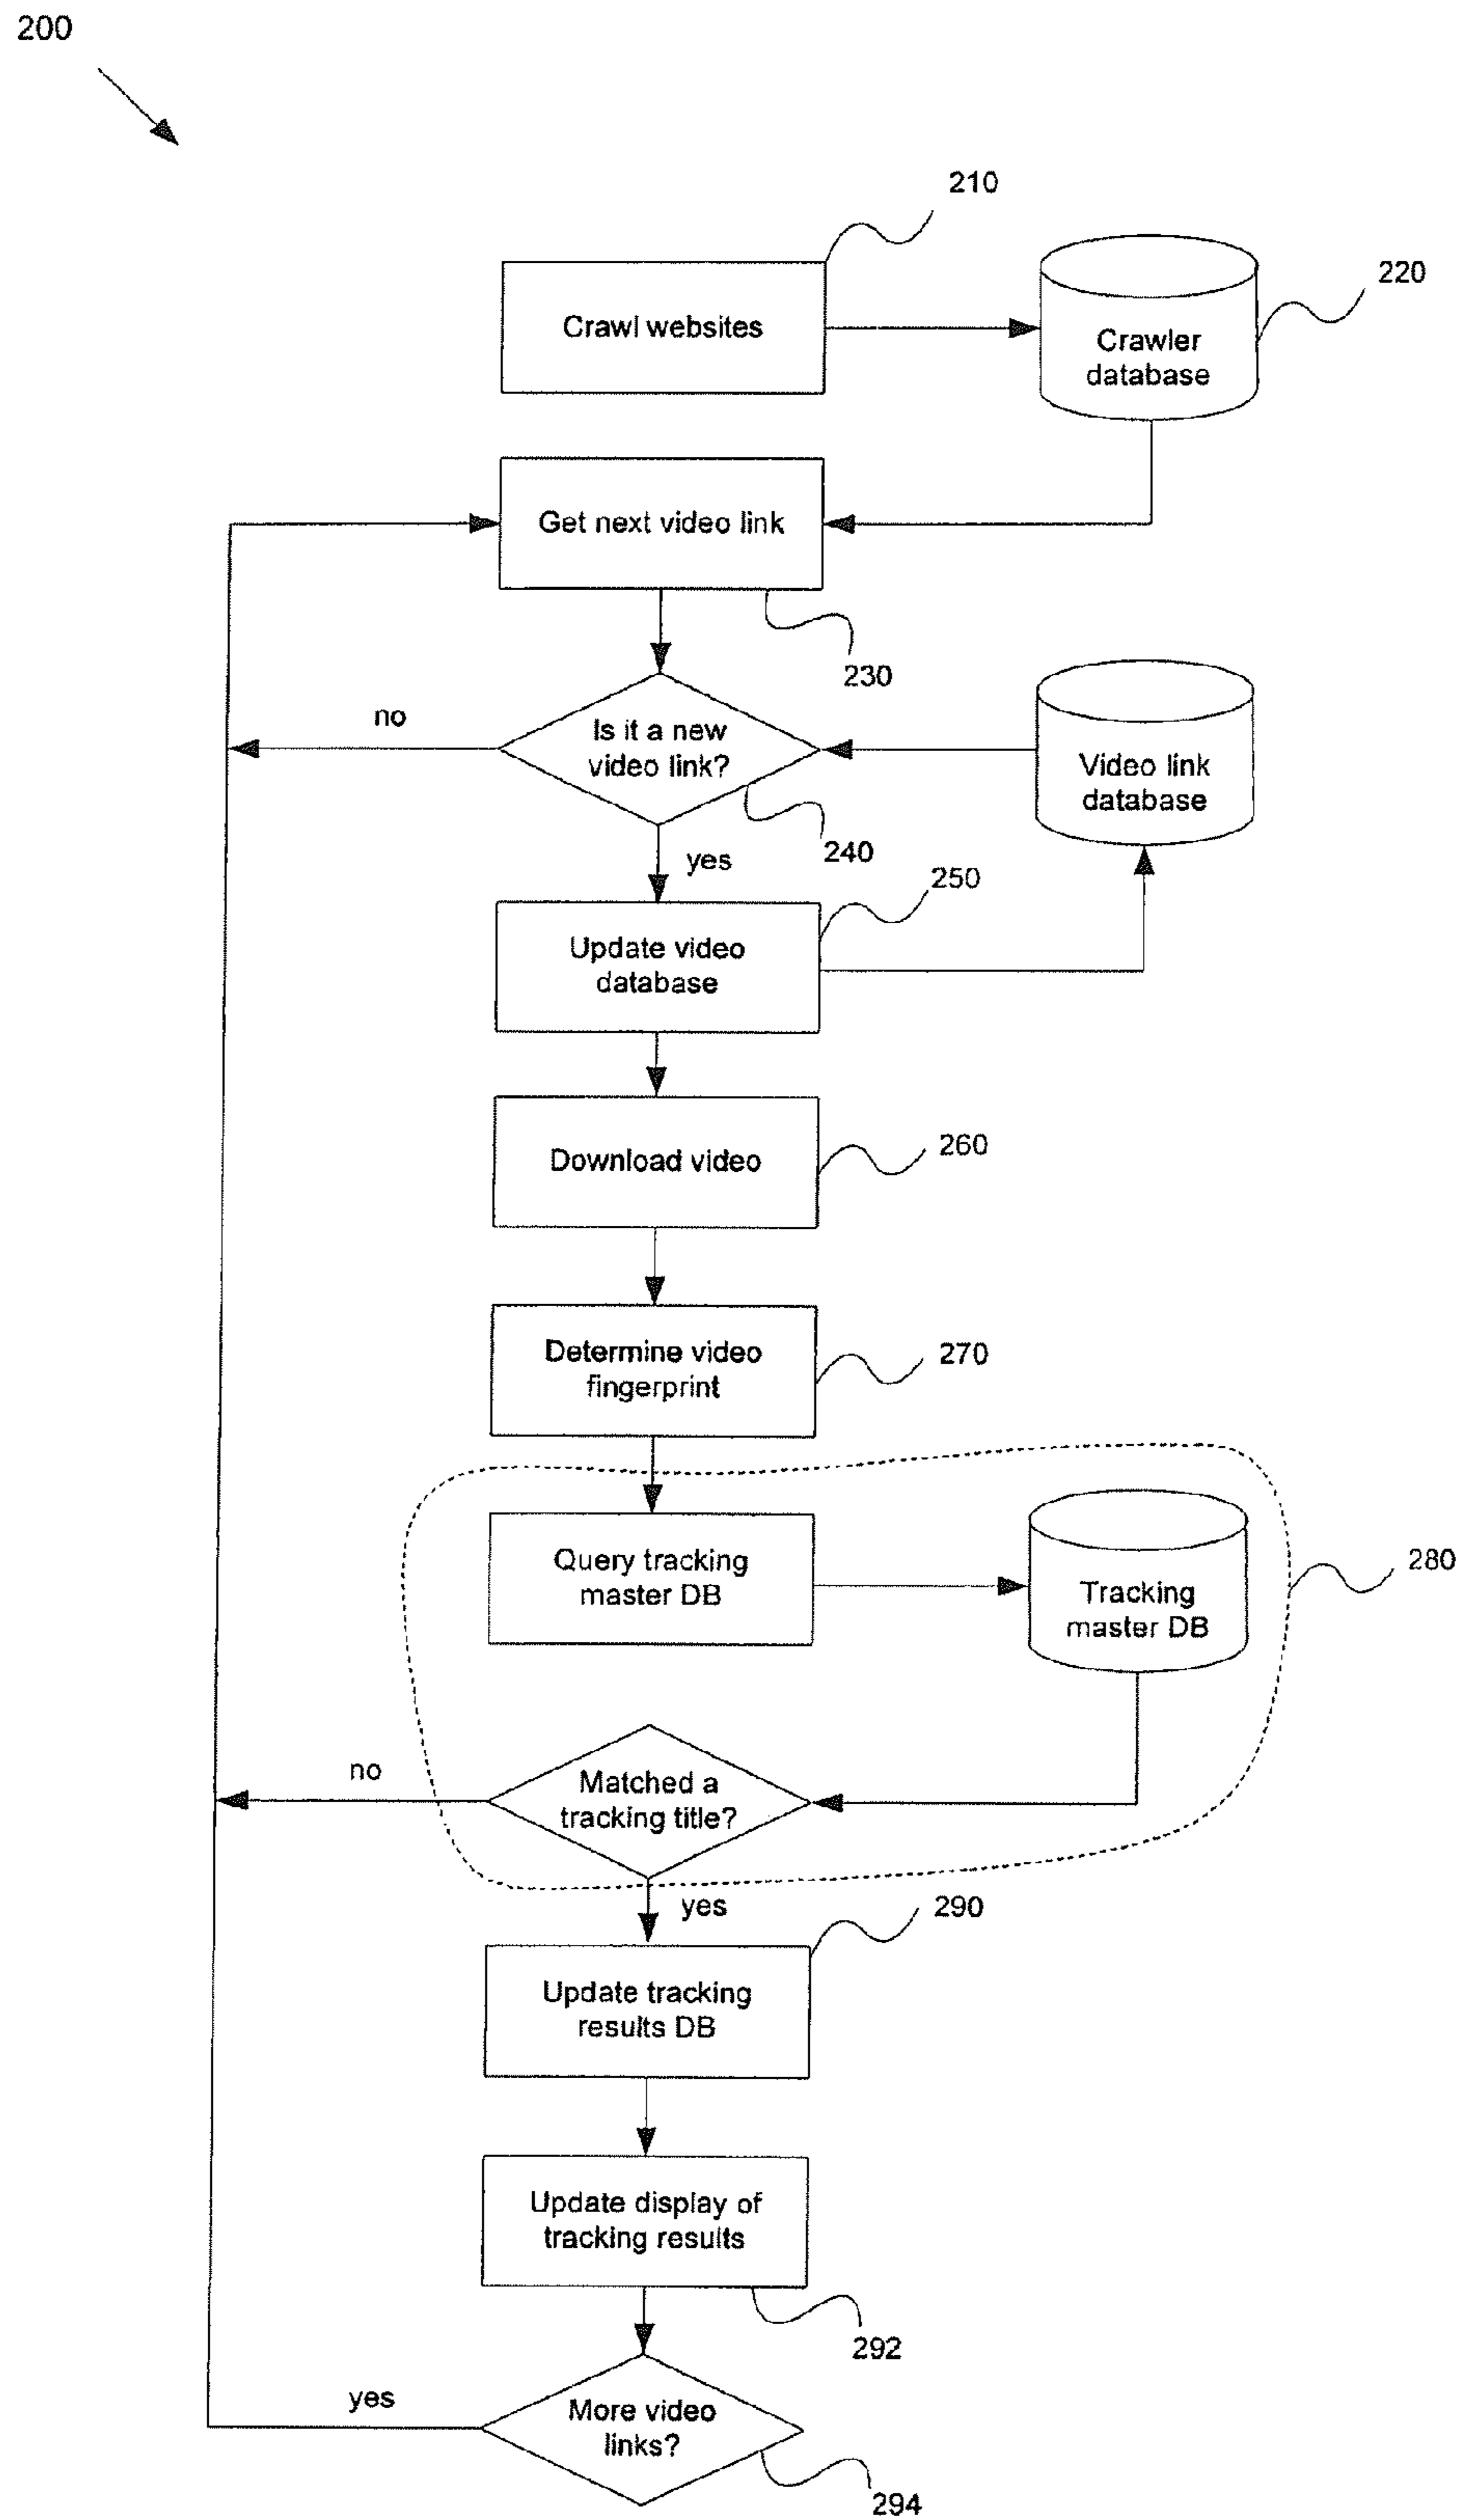 200
210
Crawl websites
220
Crawler
database
Get next video link
230
no
Is it a new
video link?
Video link
database
240
yes
250
Update video
database
Download video
260
Determine video
fingerprint
270
Query tracking
master DB
Tracking
master DB
280
no
Matched a
tracking title?
yes
290
Update tracking
results DB
Update display of
tracking results
292
yes
More video
links?
294